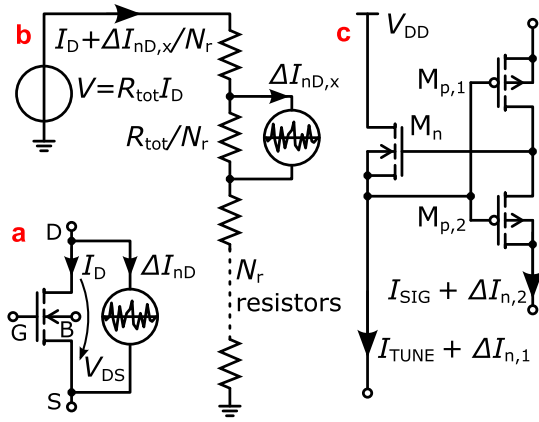 b
I_D + ΔI_nD,x/N_r
V=R_totI_D
R_tot/N_r
ΔI_nD,x
N_r
resistors
a
D
I_D
ΔI_nD
G
B
V_DS
S
c
V_DD
M_p,1
M_n
M_p,2
I_SIG + ΔI_n,2
I_TUNE + ΔI_n,1